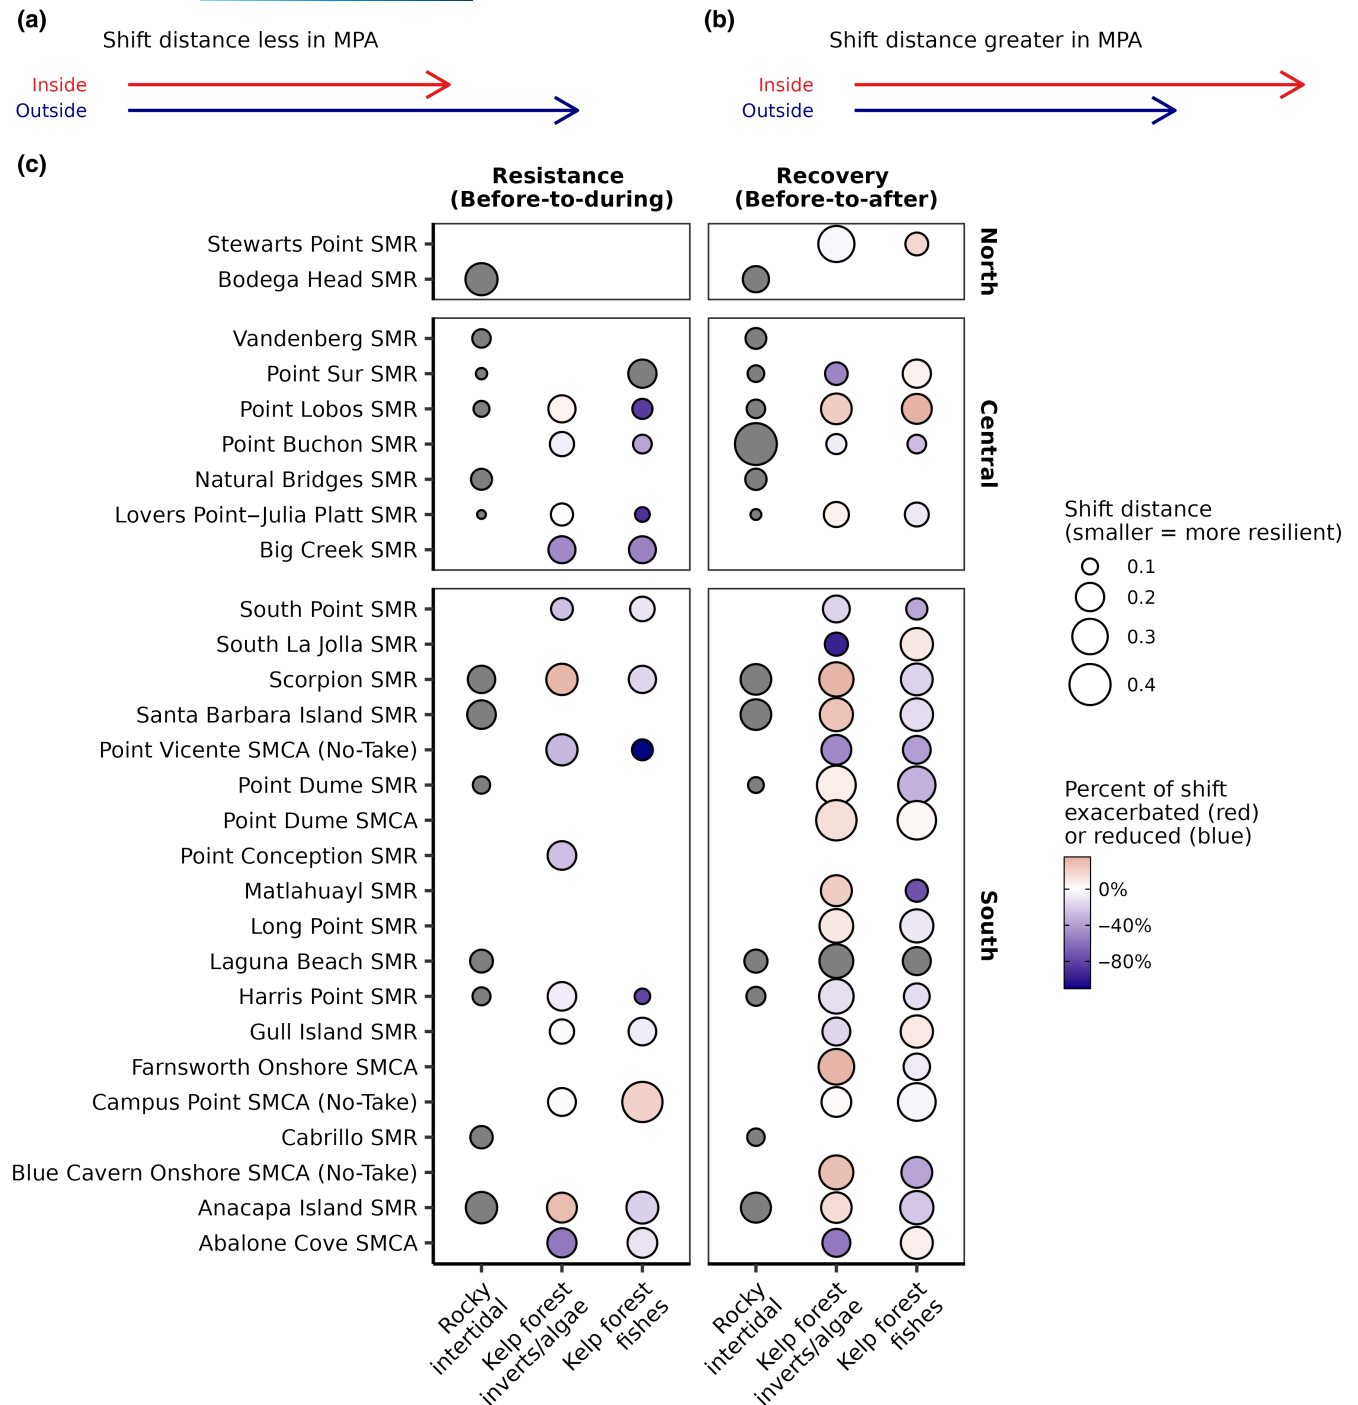 (a)
Shift distance less in MPA
Inside
Outside
(b)
Shift distance greater in MPA
Inside
Outside
(c)
Resistance
(Before-to-during)
Recovery
(Before-to-after)
Stewarts Point SMR
Bodega Head SMR
North
Vandenberg SMR
Point Sur SMR
Point Lobos SMR
Point Buchon SMR
Natural Bridges SMR
Lovers Point–Julia Platt SMR
Big Creek SMR
Central
South Point SMR
South La Jolla SMR
Scorpion SMR
Santa Barbara Island SMR
Point Vicente SMCA (No-Take)
Point Dume SMR
Point Dume SMCA
Point Conception SMR
Matlahuayl SMR
Long Point SMR
Laguna Beach SMR
Harris Point SMR
Gull Island SMR
Farnsworth Onshore SMCA
Campus Point SMCA (No-Take)
Cabrillo SMR
Blue Cavern Onshore SMCA (No-Take)
Anacapa Island SMR
Abalone Cove SMCA
South
Rocky
intertidal
Kelp forest
inverts/algae
Kelp forest
fishes
Rocky
intertidal
Kelp forest
inverts/algae
Kelp forest
fishes
Shift distance
(smaller = more resilient)
0.1
0.2
0.3
0.4
Percent of shift
exacerbated (red)
or reduced (blue)
0%
−40%
−80%